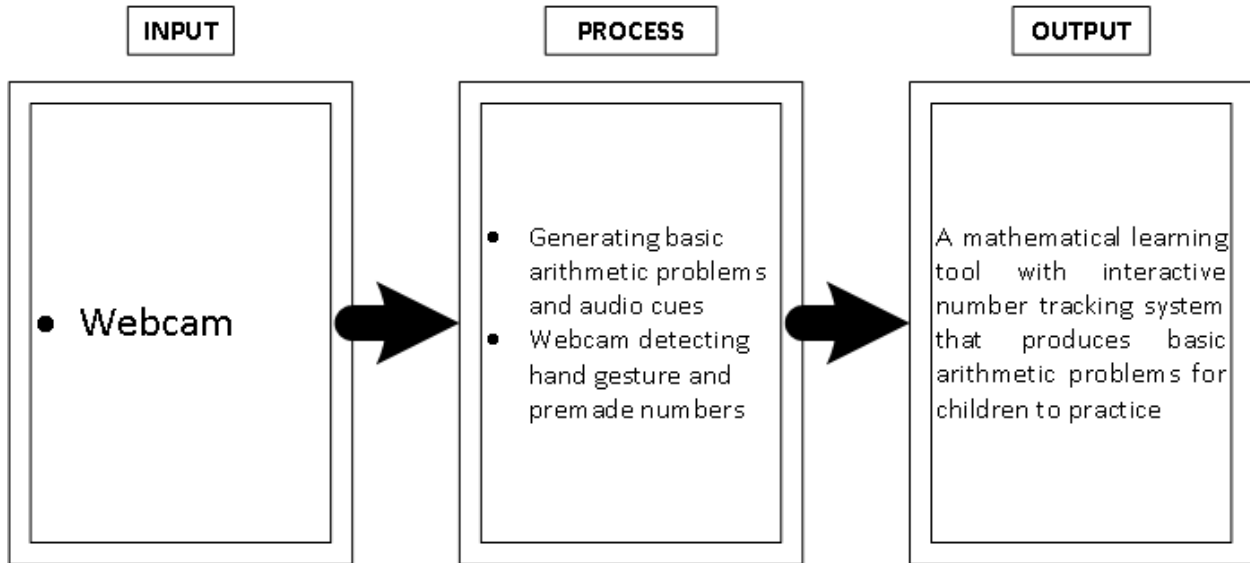 INPUT
PROCESS
OUTPUT
• Webcam
• Generating basic
arithmetic problems
and audio cues
• Webcam detecting
hand gesture and
premade numbers
A mathematical learning
tool with interactive
number tracking system
that produces basic
arithmetic problems for
children to practice